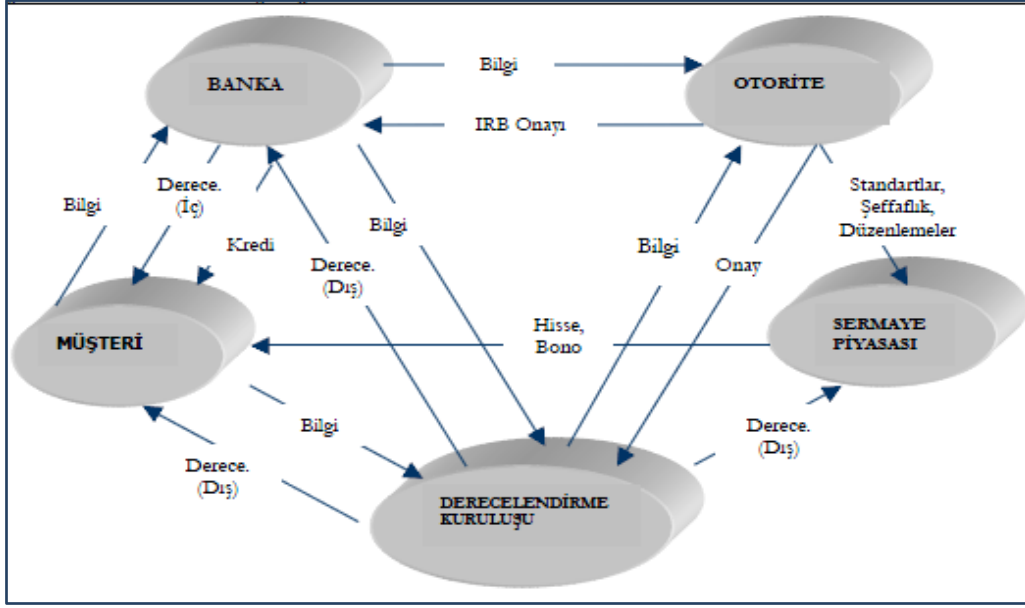 BANKA
Bilgi
OTORİTE
IRB Onayı
Derece.
(İç)
Bilgi
Kredi
Bilgi
Derece.
(Dış)
Bilgi
Onay
Standartlar,
Şeffaflık,
Düzenlemeler
MÜŞTERİ
Hisse,
Bono
SERMAYE
PİYASASI
Bilgi
Derece.
(Dış)
Derece.
(Dış)
DERECELENDİRME
KURULUŞU